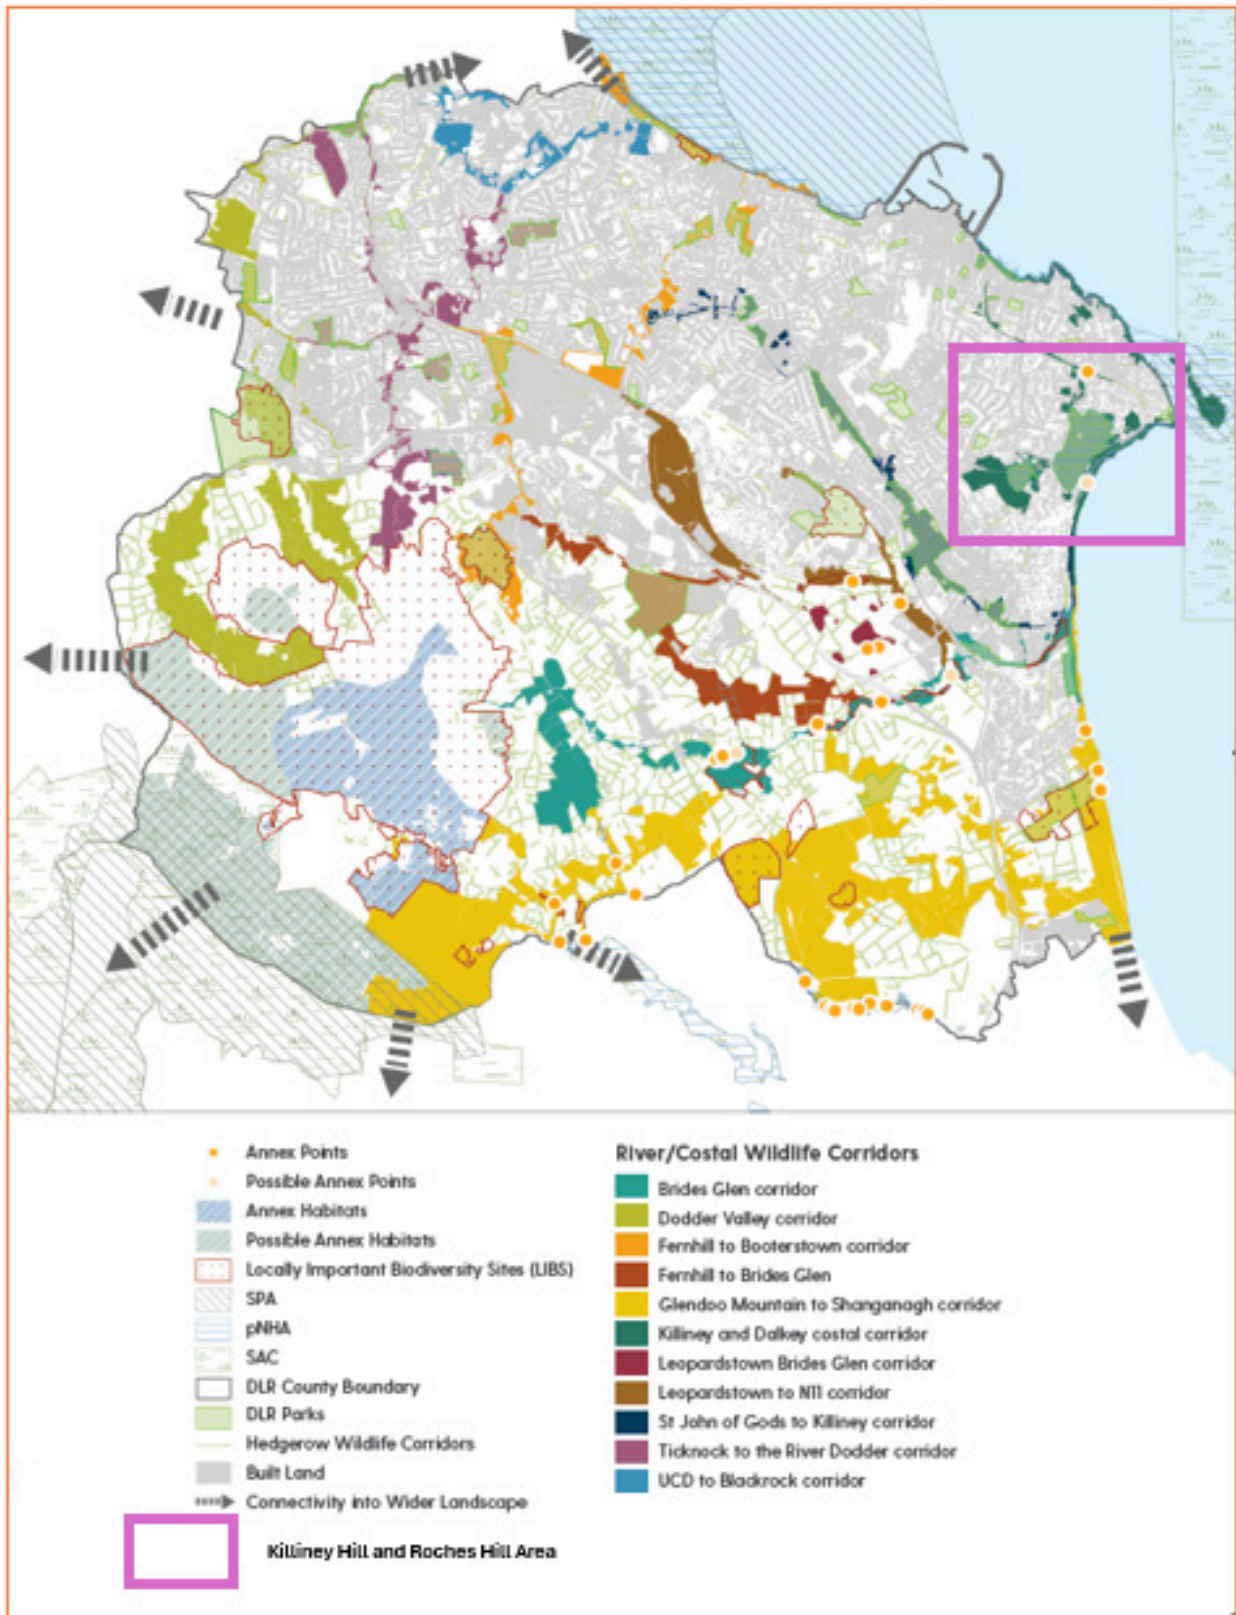 Annex Points
Possible Annex Points
Annex Habitats
Possible Annex Habitats
Locally Important Biodiversity Sites (LIBS)
SPA
pNHA
SAC
DLR County Boundary
DLR Parks
Hedgerow Wildlife Corridors
Built Land
Connectivity into Wider Landscape
Killiney Hill and Roches Hill Area
River/Costal Wildlife Corridors
Brides Glen corridor
Dodder Valley corridor
Fernhill to Booterstown corridor
Fernhill to Brides Glen
Glendoo Mountain to Shanganagh corridor
Killiney and Dalkey costal corridor
Leopardstown Brides Glen corridor
Leopardstown to N11 corridor
St John of Gods to Killiney corridor
Ticknock to the River Dodder corridor
UCD to Blackrock corridor